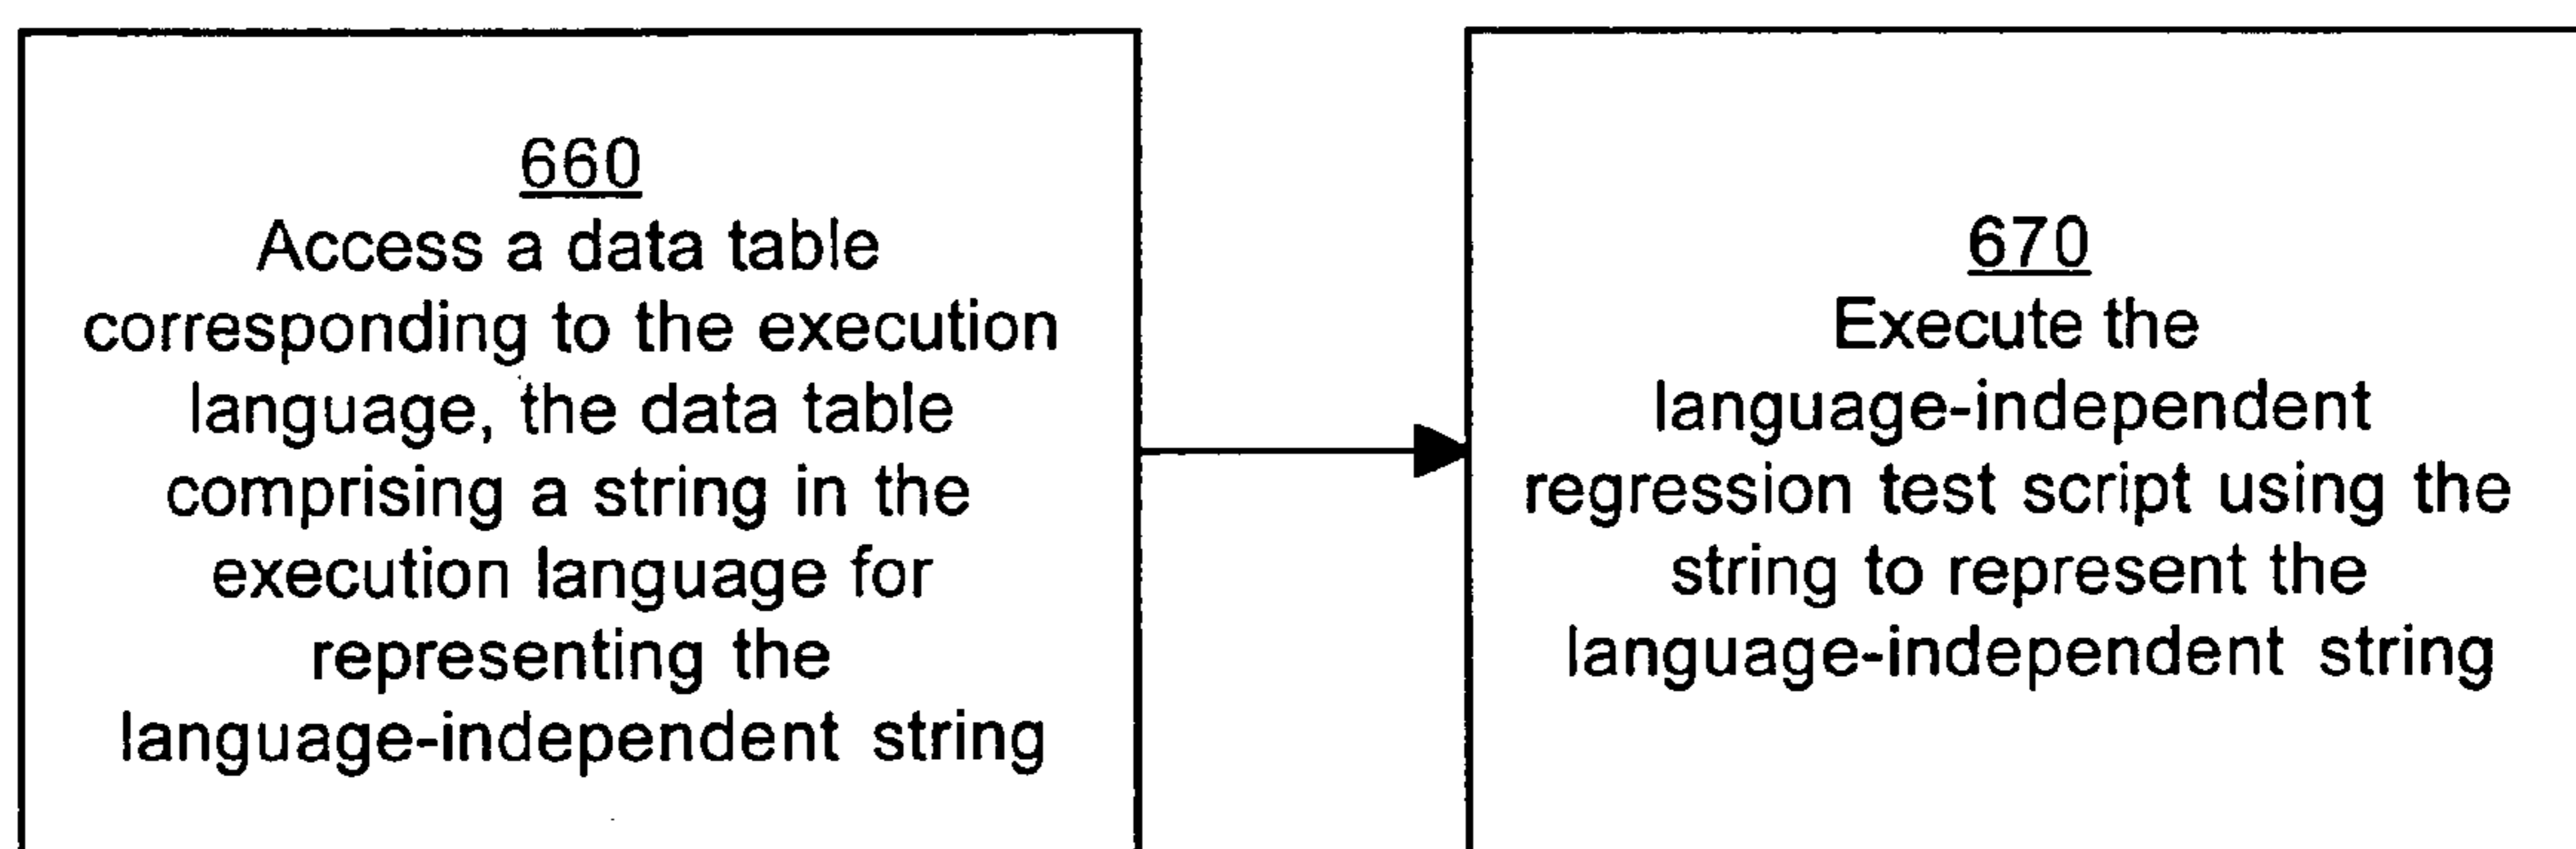 660
Access a data table
corresponding to the execution
language, the data table
comprising a string in the
execution language for
representing the
language-independent string
670
Execute the
language-independent
regression test script using the
string to represent the
language-independent string